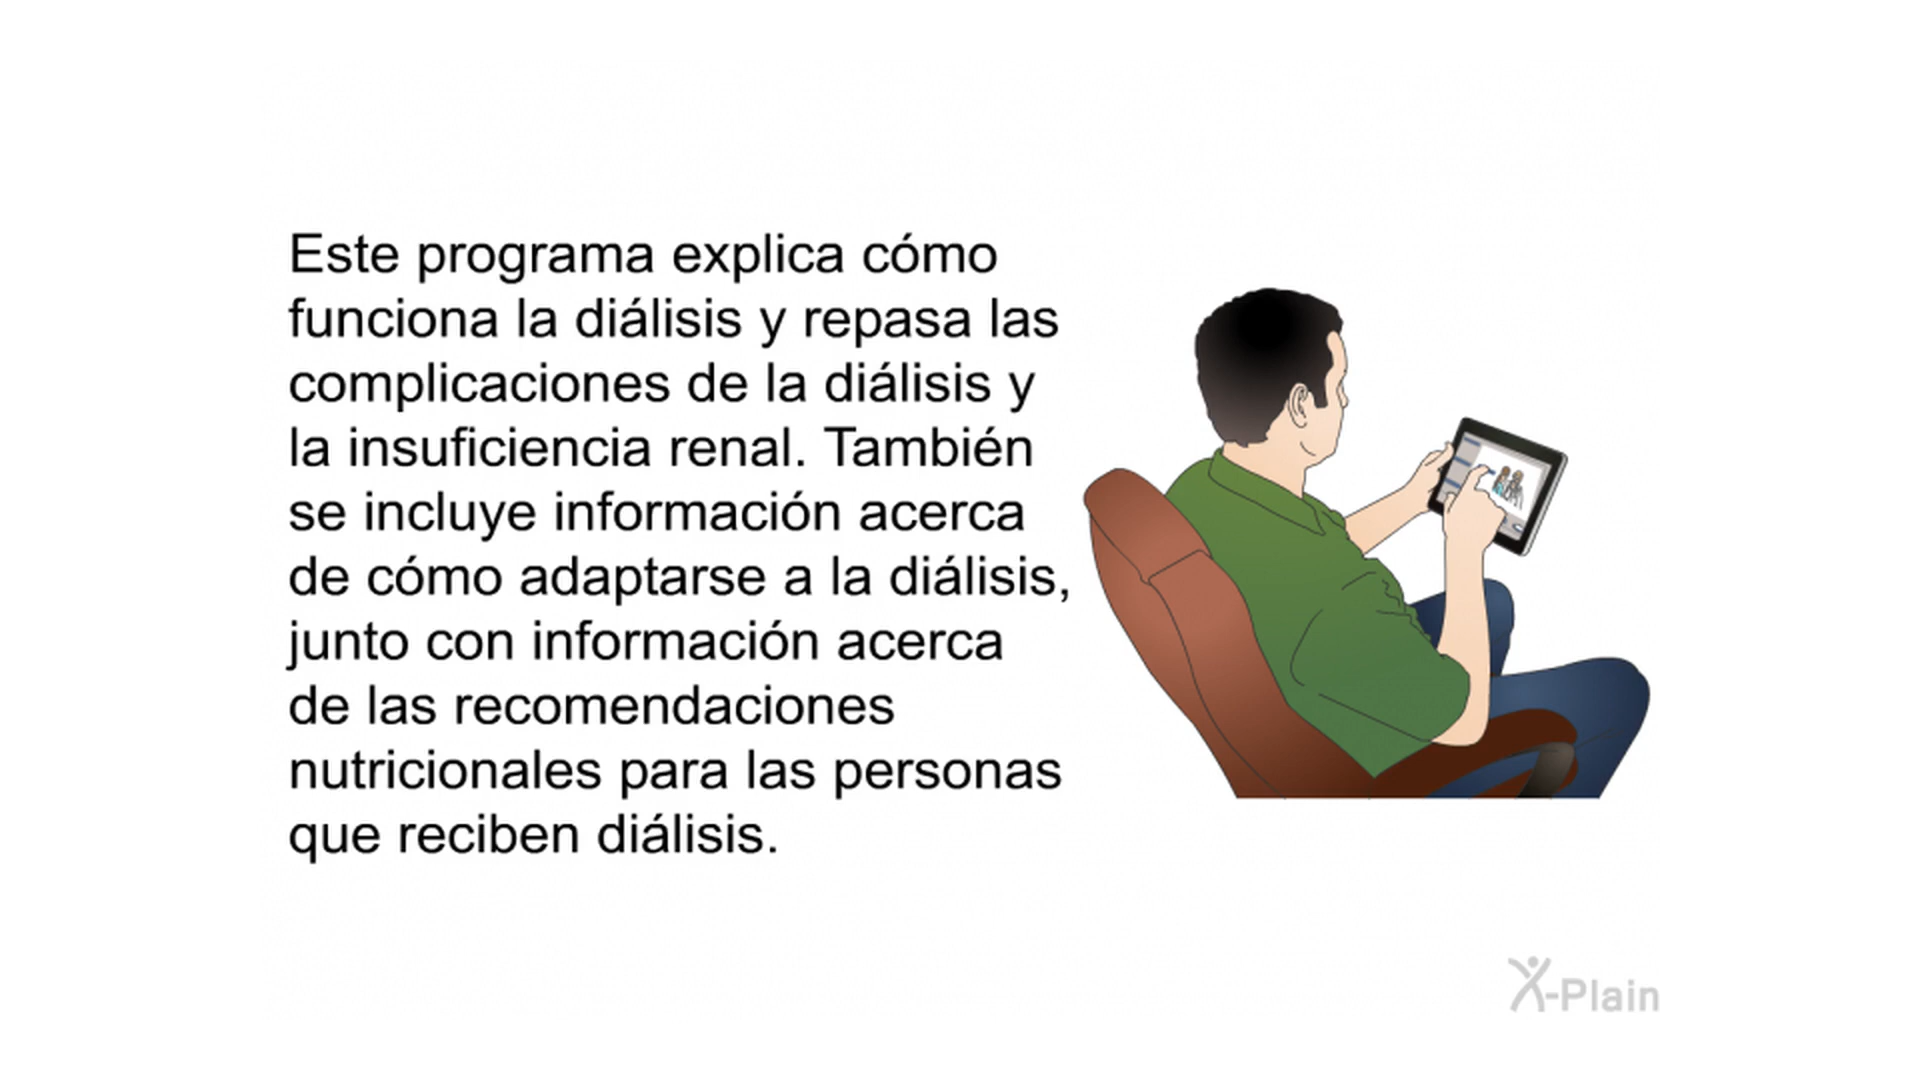 Este programa explica cómo
funciona la diálisis y repasa las
complicaciones de la diálisis y
la insuficiencia renal. También
se incluye información acerca
de cómo adaptarse a la diálisis,
junto con información acerca
de las recomendaciones
nutricionales para las personas
que reciben diálisis.
X-Plain